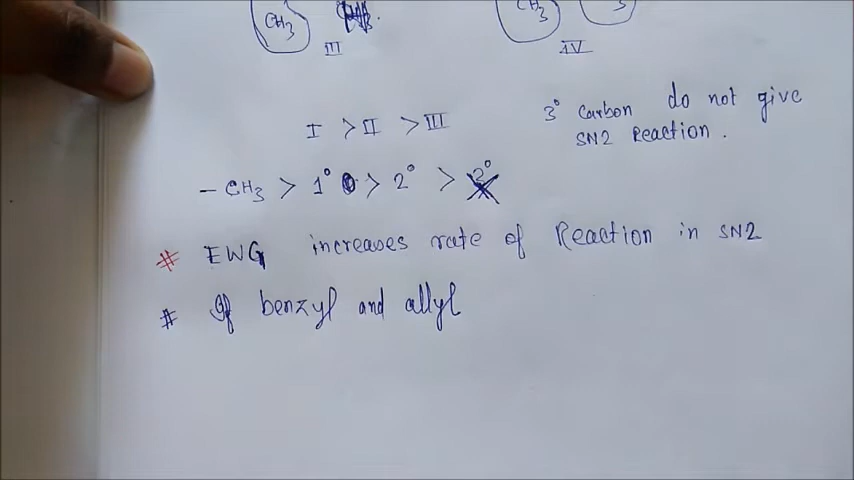 CH3
III
CH3
3
IV
I > II > III
3° Carbon do not give
SN2 Reaction.
- CH3 > 1° > 2° >
# EWG increases rate of Reaction in SN2
# If benzyl and allyl